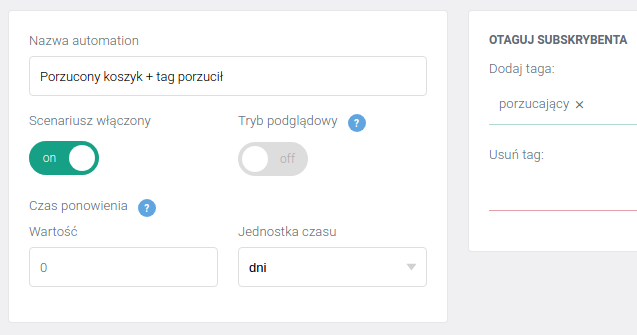 Nazwa automation
Porzucony koszyk + tag porzucił
Scenariusz włączony
Tryb podglądowy ?
on
off
Czas ponowienia ?
Wartość
Jednostka czasu
0
dni
OTAGUJ SUBSKRYBENTA
Dodaj taga:
porzucający ×
Usuń tag: